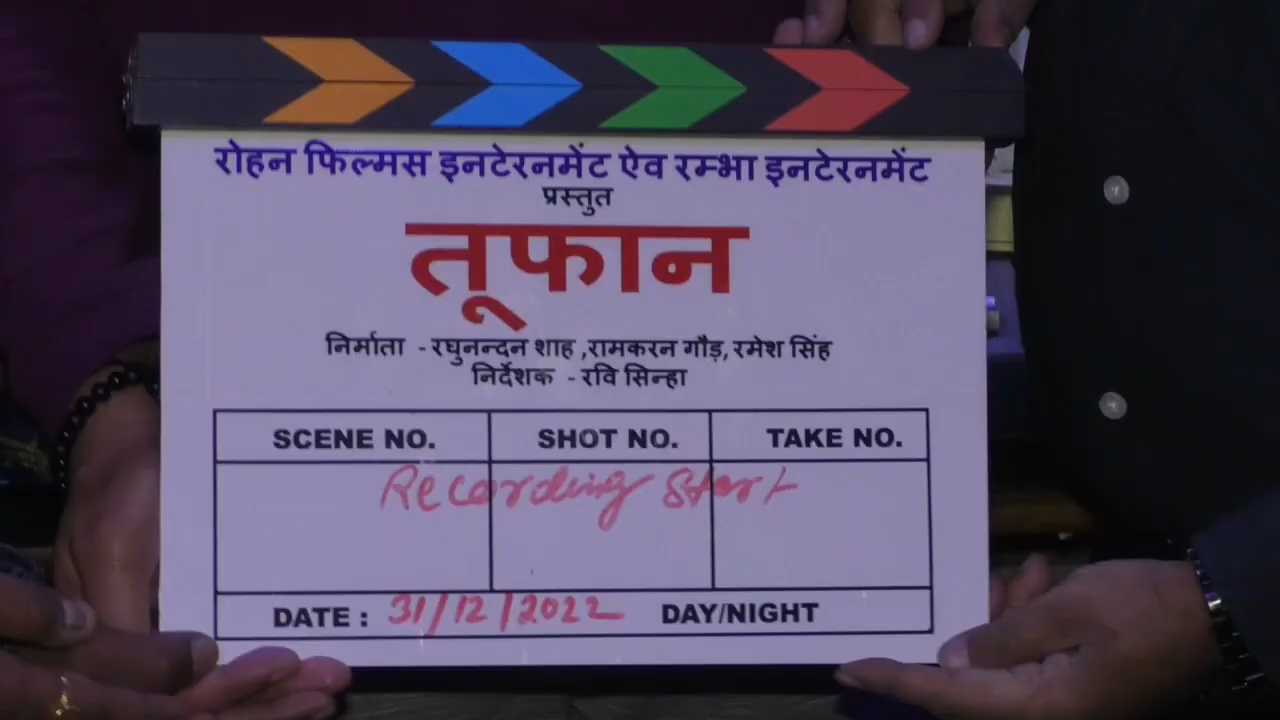 रोहन फिल्मस इनटेरनमेंट ऐव रम्भा इनटेरनमेंट
प्रस्तुत
तूफान
निर्माता - रघुनन्दन शाह ,रामकरन गौड़, रमेश सिंह
निर्देशक - रवि सिन्हा
SCENE NO. SHOT NO. TAKE NO.
Recording Start
DATE : 31/12/2022 DAY/NIGHT